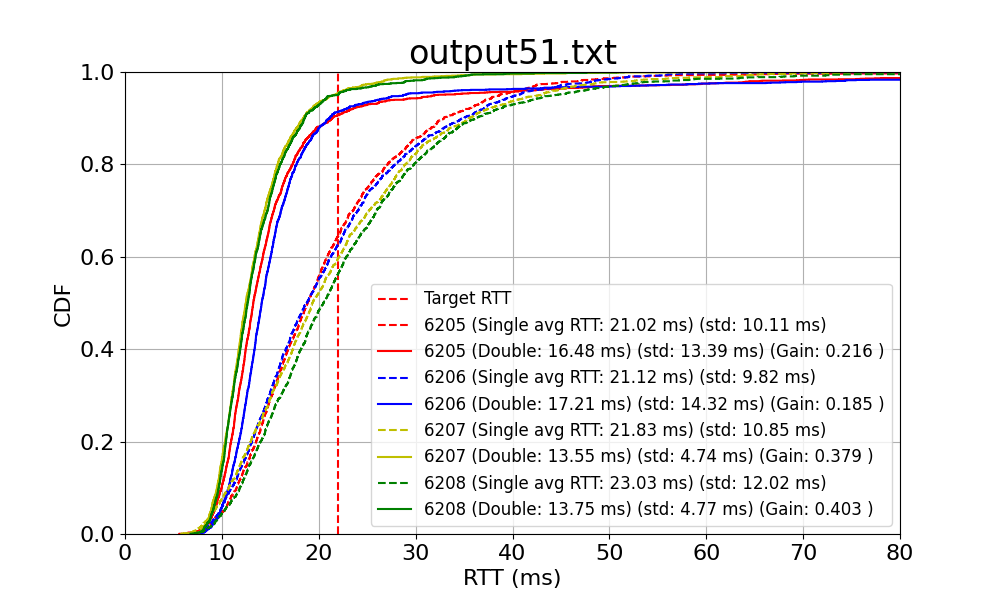 output51.txt
1.0
0.8
0.6
0.4
0.2
0.0
CDF
Target RTT
6205 (Single avg RTT: 21.02 ms) (std: 10.11 ms)
6205 (Double: 16.48 ms) (std: 13.39 ms) (Gain: 0.216 )
6206 (Single avg RTT: 21.12 ms) (std: 9.82 ms)
6206 (Double: 17.21 ms) (std: 14.32 ms) (Gain: 0.185 )
6207 (Single avg RTT: 21.83 ms) (std: 10.85 ms)
6207 (Double: 13.55 ms) (std: 4.74 ms) (Gain: 0.379 )
6208 (Single avg RTT: 23.03 ms) (std: 12.02 ms)
6208 (Double: 13.75 ms) (std: 4.77 ms) (Gain: 0.403 )
0 10 20 30 40 50 60 70 80
RTT (ms)